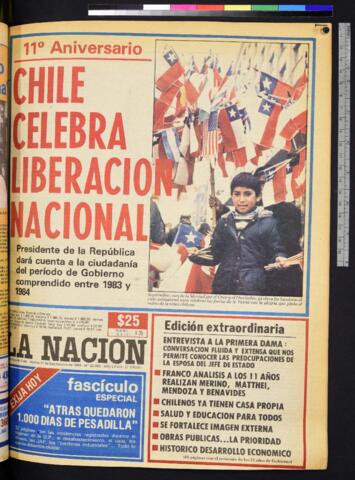 11º Aniversario
CHILE
CELEBRA
LIBERACION
NACIONAL
Presidente de la República
dará cuenta a la ciudadanía
del período de Gobierno
comprendido entre 1983 y
1984
$25
LA NACION
EXIJA HOY
fascículo
ESPECIAL
"ATRAS QUEDARON
1.000 DIAS DE PESADILLA"
Edición extraordinaria
ENTREVISTA A LA PRIMERA DAMA:
CONVERSACION FLUIDA Y EXTENSA QUE NOS
PERMITE CONOCER LAS PREOCUPACIONES DE
LA ESPOSA DEL JEFE DE ESTADO
FRANCO ANALISIS A LOS 11 AÑOS
REALIZAN MERINO, MATTHEI,
MENDOZA Y BENAVIDES
CHILENOS YA TIENEN CASA PROPIA
SALUD Y EDUCACION PARA TODOS
SE FORTALECE IMAGEN EXTERNA
OBRAS PUBLICAS... LA PRIORIDAD
HISTORICO DESARROLLO ECONOMICO